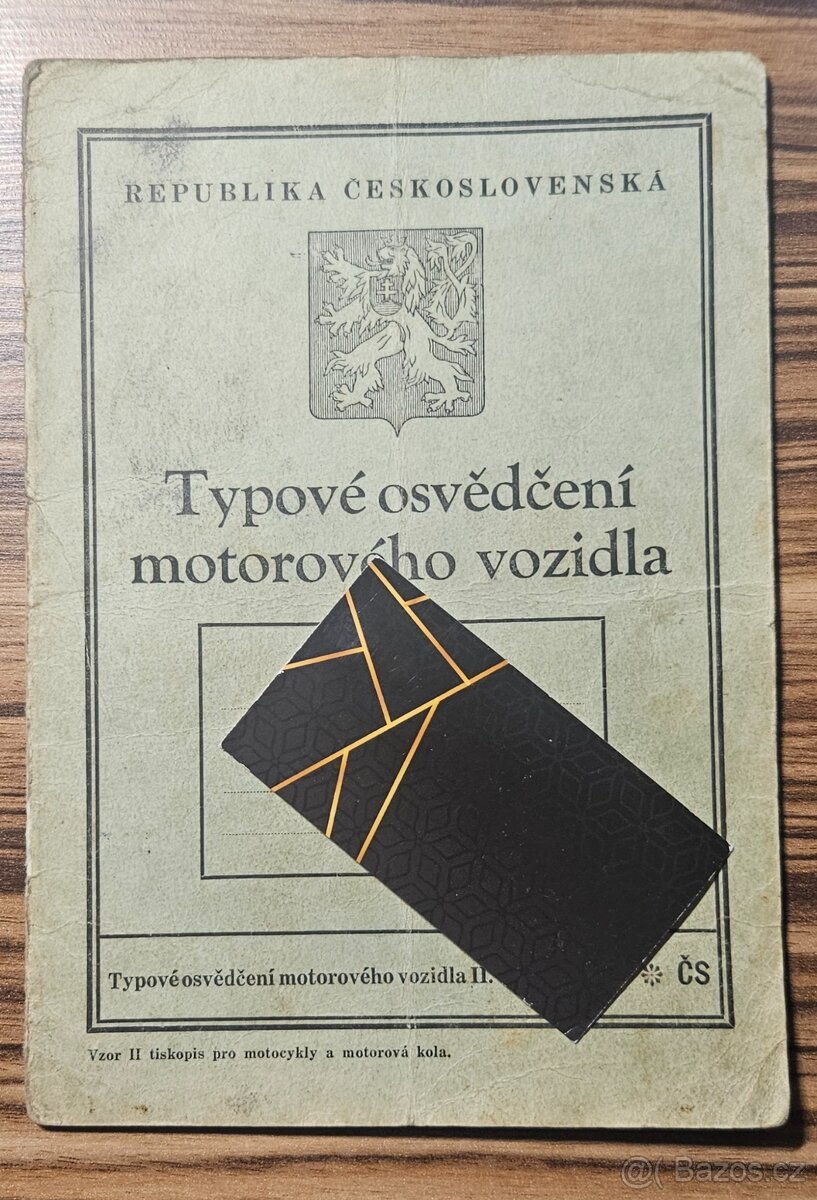 REPUBLIKA ČESKOSLOVENSKÁ
Typové osvědčení
motorového vozidla
Typové osvědčení motorového vozidla II. ČS
Vzor II tiskopis pro motocykly a motorová kola.
@( Bazos.cz